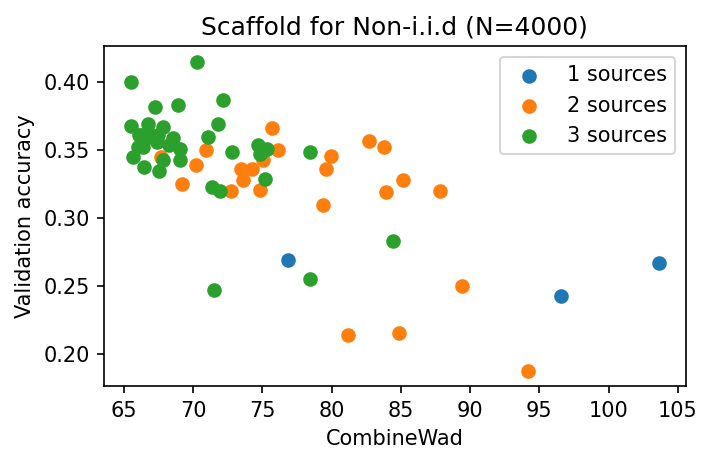 Scaffold for Non-i.i.d (N=4000)
1 sources
2 sources
3 sources
Validation accuracy
0.40
0.35
0.30
0.25
0.20
65 70 75 80 85 90 95 100 105
CombineWad